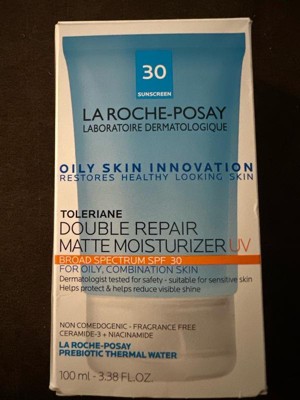 30
SUNSCREEN
LA ROCHE-POSAY
LABORATOIRE DERMATOLOGIQUE
OILY SKIN INNOVATION
RESTORES HEALTHY LOOKING SKIN
TOLERIANE
DOUBLE REPAIR
MATTE MOISTURIZER UV
BROAD SPECTRUM SPF 30
FOR OILY, COMBINATION SKIN
Dermatologist tested for safety - suitable for sensitive skin
Helps protect & helps reduce visible shine
NON COMEDOGENIC - FRAGRANCE FREE
CERAMIDE-3 + NIACINAMIDE
LA ROCHE-POSAY
PREBIOTIC THERMAL WATER
100 ml - 3.38 FL.OZ.